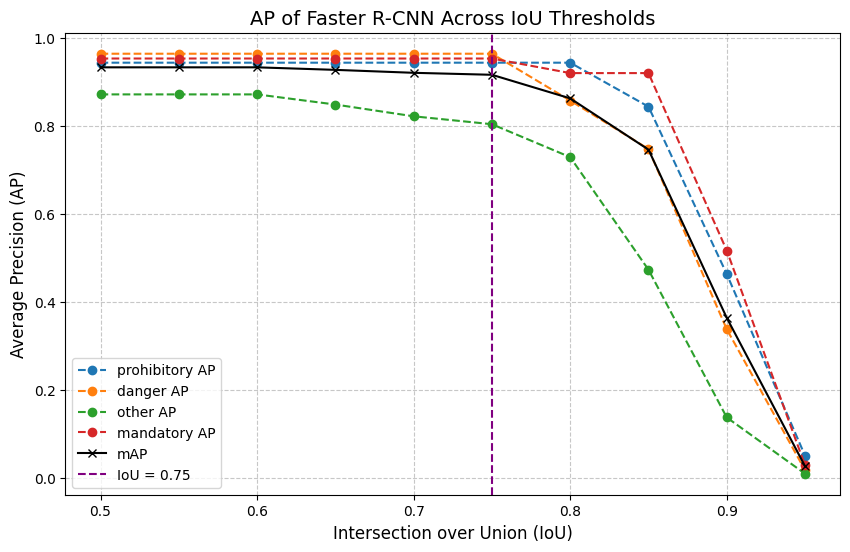 AP of Faster R-CNN Across IoU Thresholds
Average Precision (AP)
1.0
0.8
0.6
0.4
0.2
0.0
prohibitory AP
danger AP
other AP
mandatory AP
mAP
IoU = 0.75
0.5 0.6 0.7 0.8 0.9
Intersection over Union (IoU)